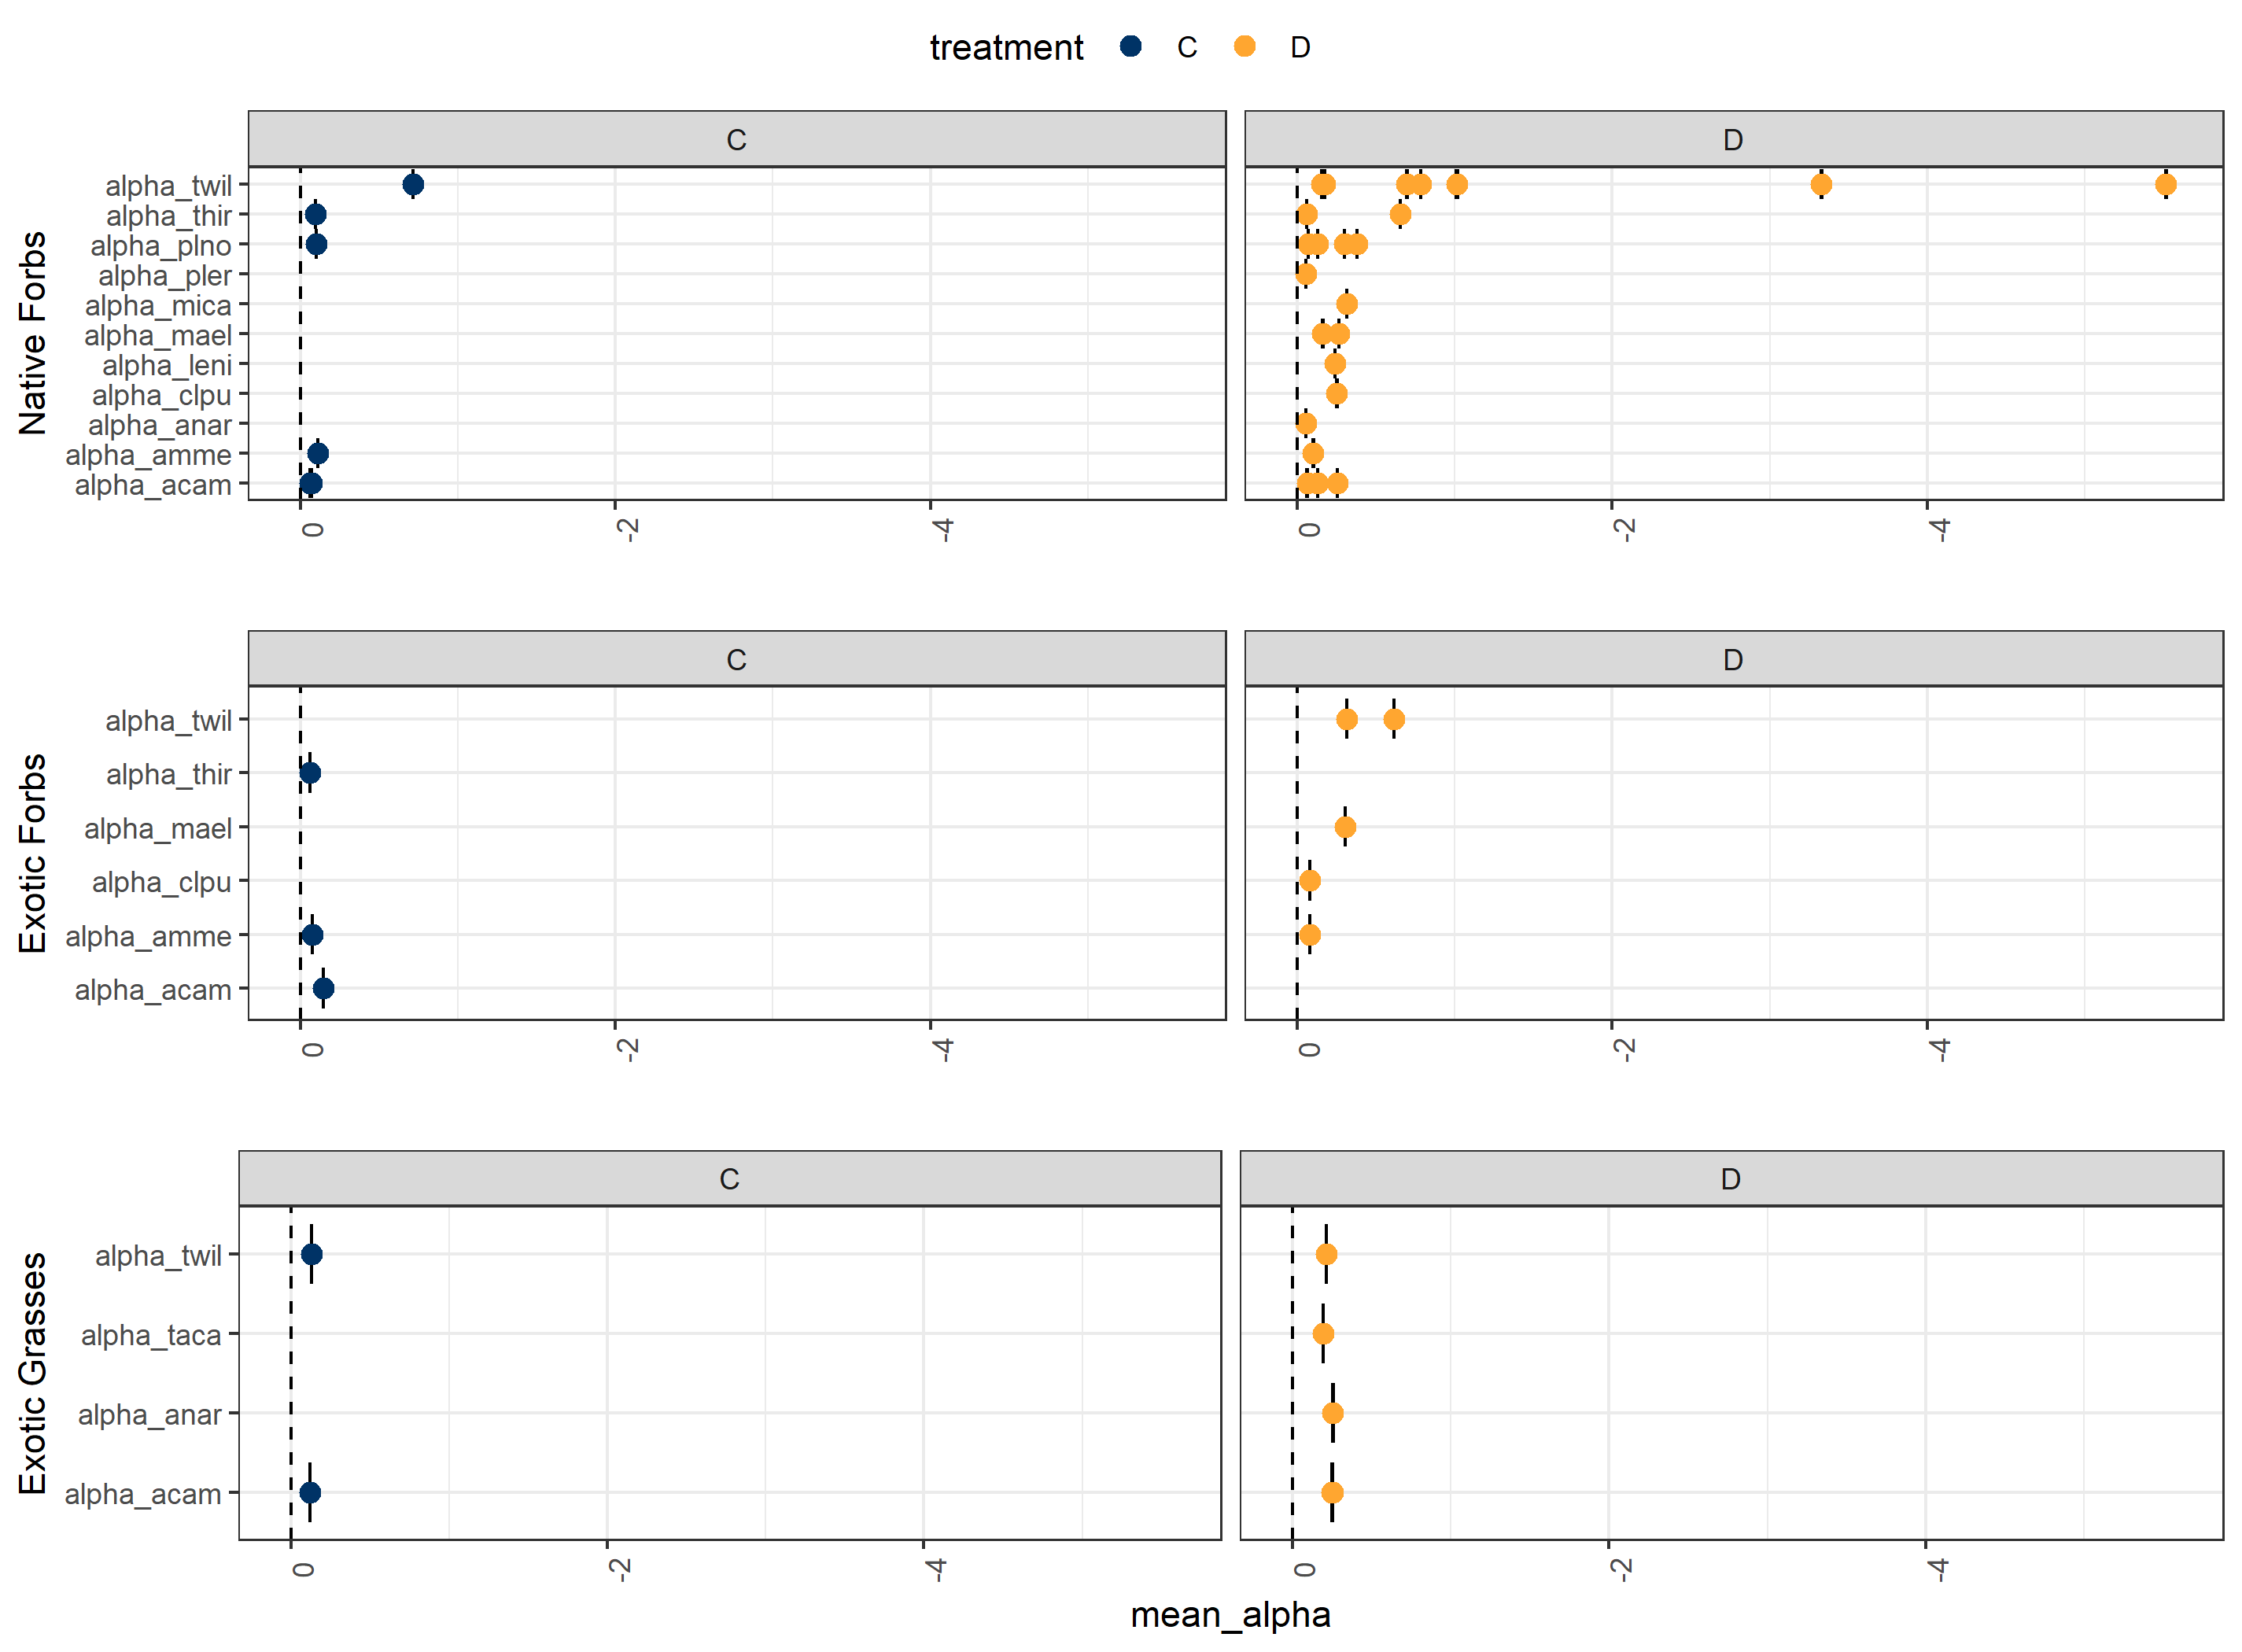 treatment C D
C D
Native Forbs
alpha_twil
alpha_thir
alpha_plno
alpha_pler
alpha_mica
alpha_mael
alpha_leni
alpha_clpu
alpha_anar
alpha_amme
alpha_acam
0 -2 -4 0 -2 -4
C D
Exotic Forbs
alpha_twil
alpha_thir
alpha_mael
alpha_clpu
alpha_amme
alpha_acam
0 -2 -4 0 -2 -4
C D
Exotic Grasses
alpha_twil
alpha_taca
alpha_anar
alpha_acam
0 -2 -4 0 -2 -4
mean_alpha